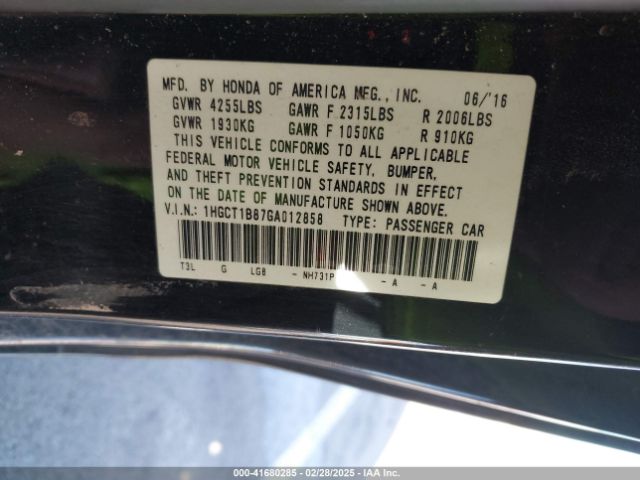 MFD. BY HONDA OF AMERICA MFG., INC. 06/'16
GVWR 4255LBS GAWR F 2315LBS R 2006LBS
GVWR 1930KG GAWR F 1050KG R 910KG
THIS VEHICLE CONFORMS TO ALL APPLICABLE
FEDERAL MOTOR VEHICLE SAFETY, BUMPER,
AND THEFT PREVENTION STANDARDS IN EFFECT
ON THE DATE OF MANUFACTURE SHOWN ABOVE.
V.I.N.: 1HGCT1B87GA012858 TYPE: PASSENGER CAR
T3L G LG8 - NH731P - A - A
000-41680285 - 02/28/2025 - IAA Inc.